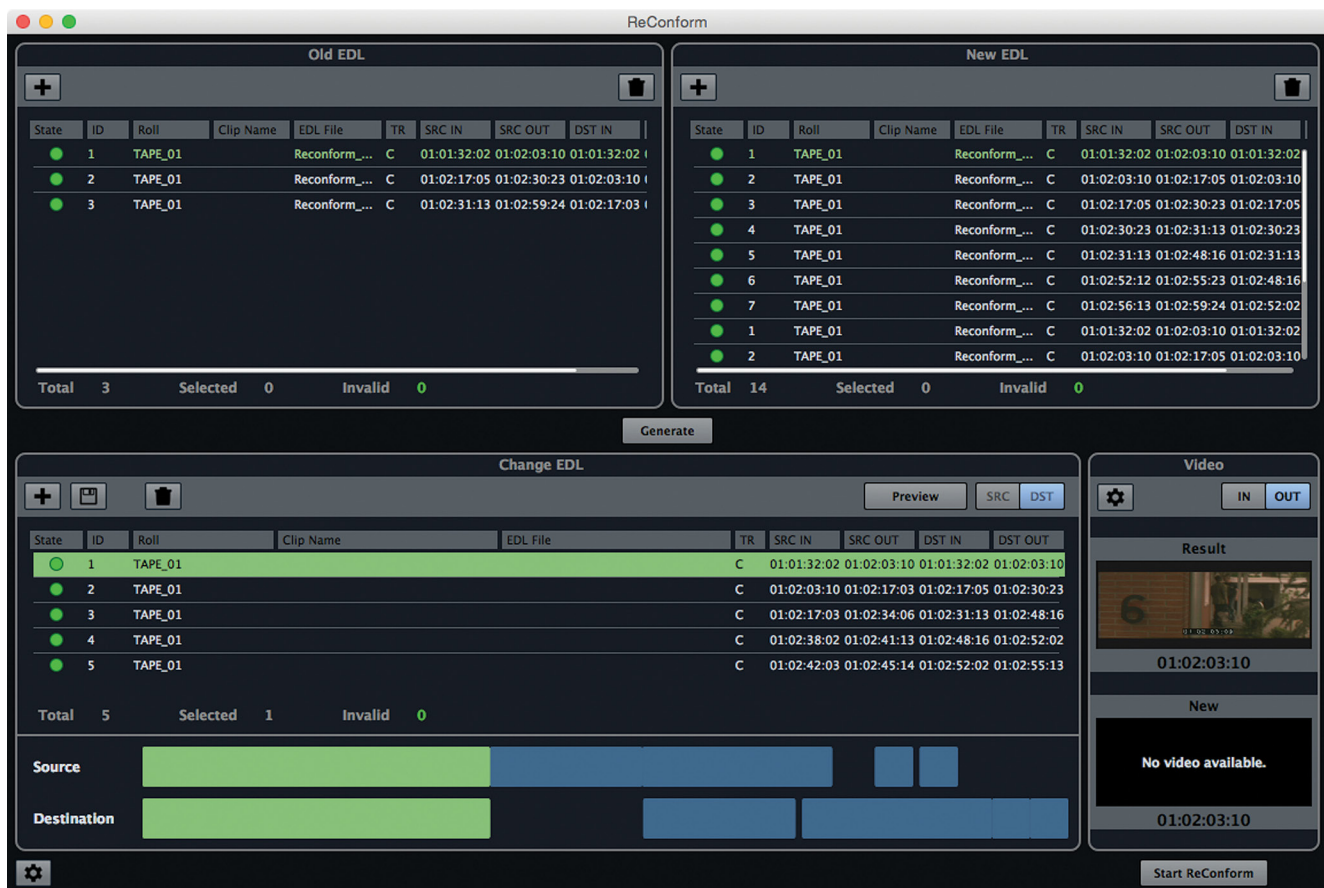 ReConform
Old EDL
State ID Roll Clip Name EDL File TR SRC IN SRC OUT DST IN
1 TAPE_01 Reconform_... C 01:01:32:02 01:02:03:10 01:01:32:02
2 TAPE_01 Reconform_... C 01:02:17:05 01:02:30:23 01:02:03:10
3 TAPE_01 Reconform_... C 01:02:31:13 01:02:59:24 01:02:17:03
Total 3 Selected 0 Invalid 0
New EDL
State ID Roll Clip Name EDL File TR SRC IN SRC OUT DST IN
1 TAPE_01 Reconform_... C 01:01:32:02 01:02:03:10 01:01:32:02
2 TAPE_01 Reconform_... C 01:02:03:10 01:02:17:05 01:02:03:10
3 TAPE_01 Reconform_... C 01:02:17:05 01:02:30:23 01:02:17:05
4 TAPE_01 Reconform_... C 01:02:30:23 01:02:31:13 01:02:30:23
5 TAPE_01 Reconform_... C 01:02:31:13 01:02:48:16 01:02:31:13
6 TAPE_01 Reconform_... C 01:02:52:12 01:02:55:23 01:02:48:16
7 TAPE_01 Reconform_... C 01:02:56:13 01:02:59:24 01:02:52:02
1 TAPE_01 Reconform_... C 01:01:32:02 01:02:03:10 01:01:32:02
2 TAPE_01 Reconform_... C 01:02:03:10 01:02:17:05 01:02:03:10
Total 14 Selected 0 Invalid 0
Generate
Change EDL
Preview SRC DST
State ID Roll Clip Name EDL File TR SRC IN SRC OUT DST IN DST OUT
1 TAPE_01 C 01:01:32:02 01:02:03:10 01:01:32:02 01:02:03:10
2 TAPE_01 C 01:02:03:10 01:02:17:03 01:02:17:05 01:02:30:23
3 TAPE_01 C 01:02:17:03 01:02:34:06 01:02:31:13 01:02:48:16
4 TAPE_01 C 01:02:38:02 01:02:41:13 01:02:48:16 01:02:52:02
5 TAPE_01 C 01:02:42:03 01:02:45:14 01:02:52:02 01:02:55:13
Total 5 Selected 1 Invalid 0
Source
Destination
Video
IN OUT
Result
6
01:02:03:10
New
No video available.
01:02:03:10
Start ReConform